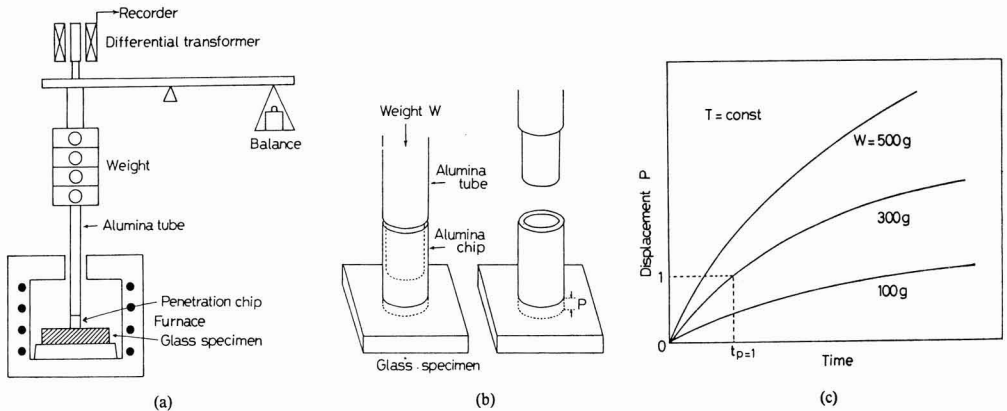 Recorder
Differential transformer
Balance
Weight
Alumina tube
Penetration chip
Furnace
Glass specimen
(a)
Weight W
Alumina
tube
Alumina
chip
P
Glass specimen
(b)
Displacement P
T = const
W=500g
300g
100g
1
0
tp=1
Time
(c)